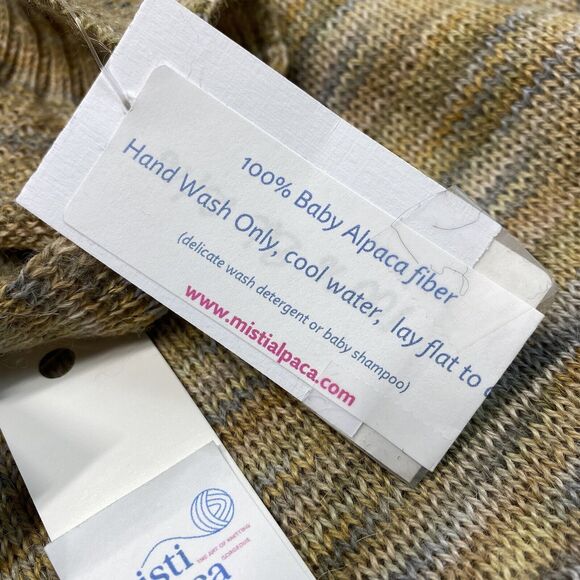 100% Baby Alpaca fiber
Hand Wash Only, cool water, lay flat to
(delicate wash detergent or baby shampoo)
www.mistialpaca.com
THE ART OF KNITTING
GORGEOUS